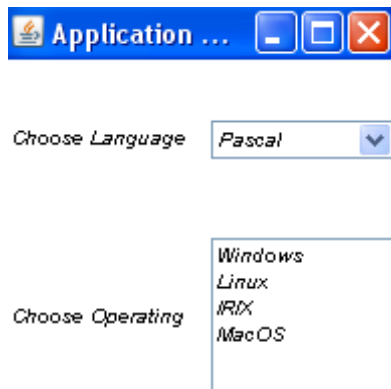 Application ...
Choose Language Pascal
Windows
Linux
IRIX
Choose Operating MacOS